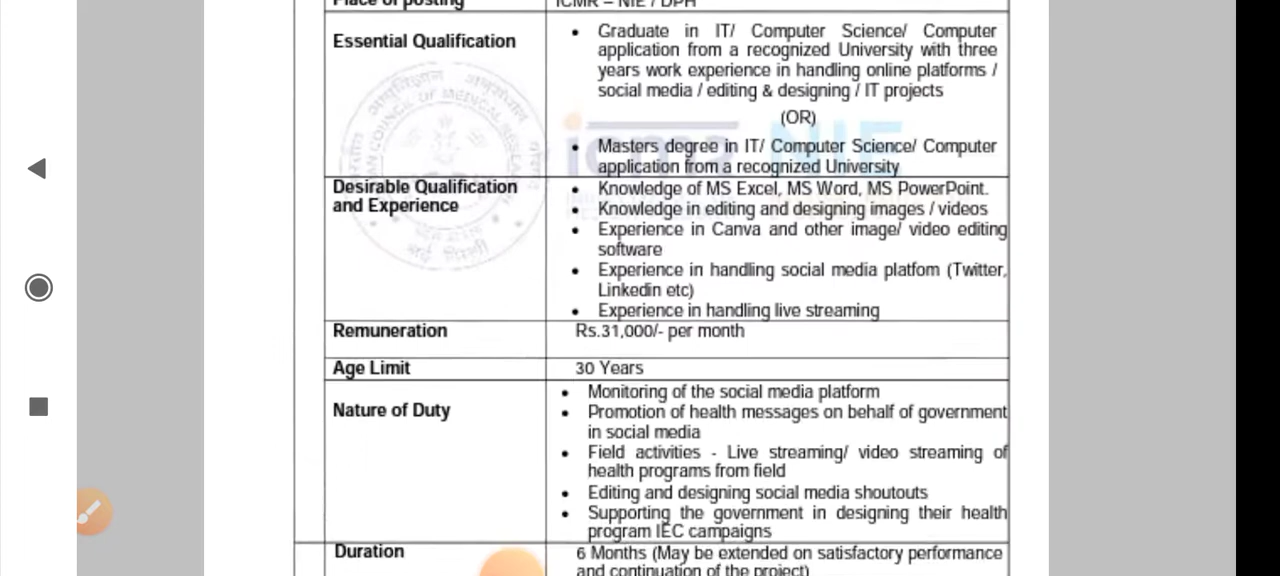 Place of posting
ICMR – NIE / DPH
Essential Qualification
• Graduate in IT/ Computer Science/ Computer
application from a recognized University with three
years work experience in handling online platforms /
social media / editing & designing / IT projects
(OR)
• Masters degree in IT/ Computer Science/ Computer
application from a recognized University
icmr NIE
Desirable Qualification
and Experience
• Knowledge of MS Excel, MS Word, MS PowerPoint.
• Knowledge in editing and designing images / videos
• Experience in Canva and other image/ video editing
software
• Experience in handling social media platfom (Twitter,
Linkedin etc)
• Experience in handling live streaming
Remuneration
Rs.31,000/- per month
Age Limit
30 Years
Nature of Duty
• Monitoring of the social media platform
• Promotion of health messages on behalf of government
in social media
• Field activities - Live streaming/ video streaming of
health programs from field
• Editing and designing social media shoutouts
• Supporting the government in designing their health
program IEC campaigns
Duration
6 Months (May be extended on satisfactory performance
and continuation of the project)